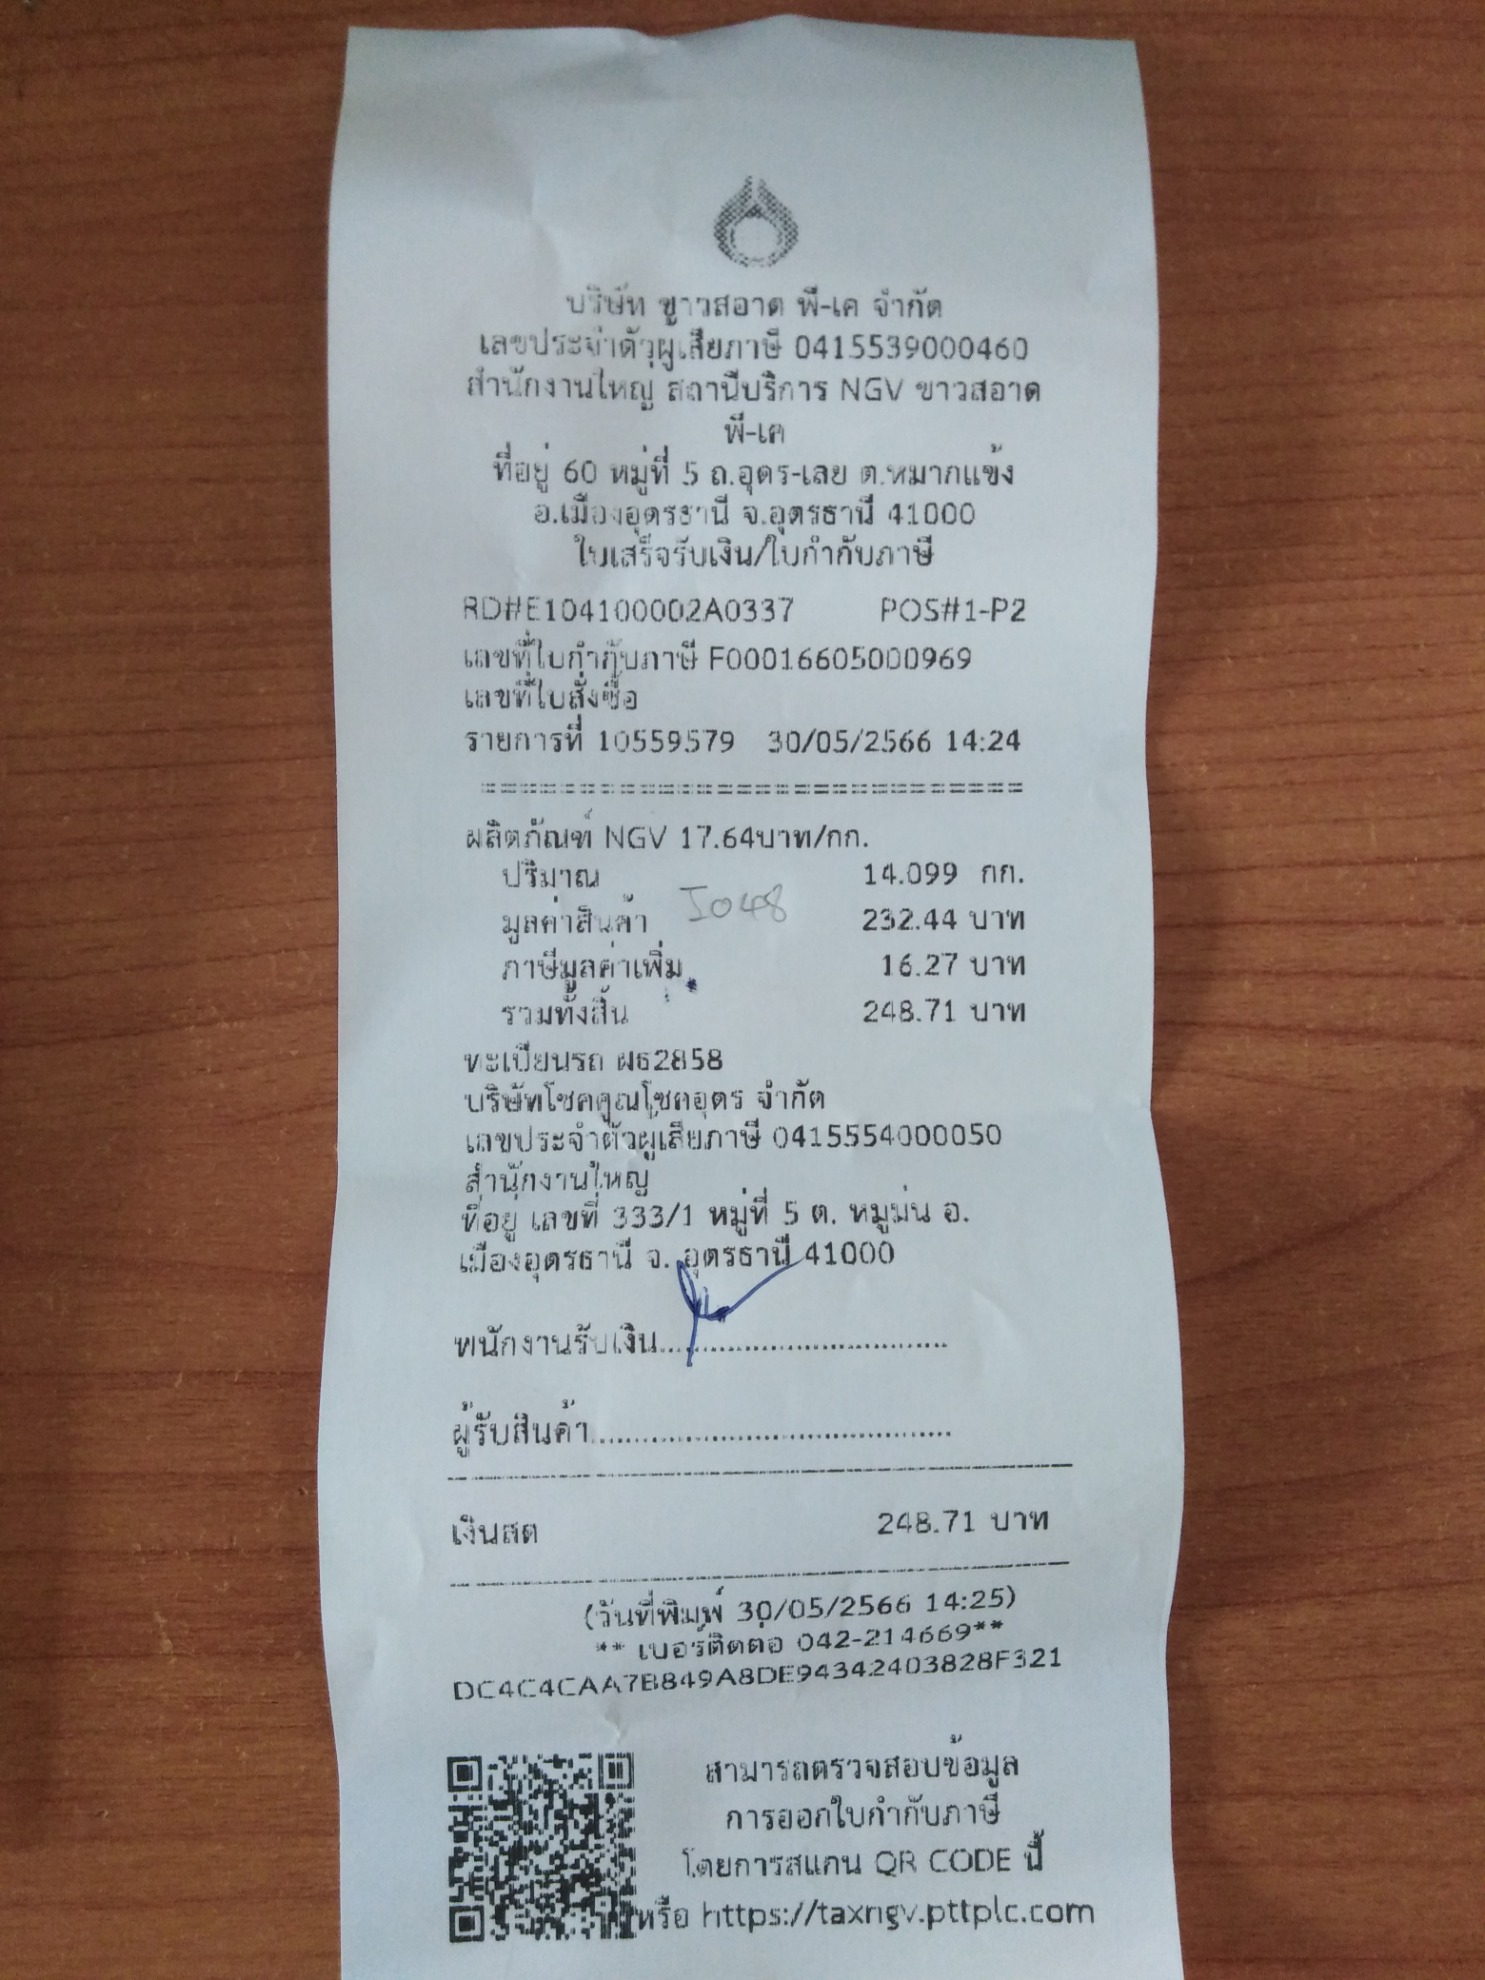 บริษัท ขาวสอาด พี-เค จำกัด
เลขประจำตัวผู้เสียภาษี 0415539000460
สำนักงานใหญ่ สถานีบริการ NGV ขาวสอาด
พี-เค
ที่อยู่ 60 หมู่ที่ 5 ถ.อุดร-เลย ต.หมากแข้ง
อ.เมืองอุดรธานี จ.อุดรธานี 41000
ใบเสร็จรับเงิน/ใบกำกับภาษี
RD#E104100002A0337 POS#1-P2
เลขที่ใบกำกับภาษี F00016605000969
เลขที่ใบสั่งซื้อ
รายการที่ 10559579 30/05/2566 14:24
=============================
ผลิตภัณฑ์ NGV 17.64บาท/กก.
ปริมาณ 14.099 กก.
มูลค่าสินค้า J048 232.44 บาท
ภาษีมูลค่าเพิ่ม 16.27 บาท
รวมทั้งสิ้น 248.71 บาท
ทะเบียนรถ ผธ2858
บริษัทโชคคูณโชคอุดร จำกัด
เลขประจำตัวผู้เสียภาษี 0415554000050
สำนักงานใหญ่
ที่อยู่ เลขที่ 333/1 หมู่ที่ 5 ต. หมูม่น อ.
เมืองอุดรธานี จ. อุดรธานี 41000
พนักงานรับเงิน..................................
ผู้รับสินค้า..........................................
เงินสด 248.71 บาท
(วันที่พิมพ์ 30/05/2566 14:25)
** เบอร์ติดต่อ 042-214669**
DC4C4CAA7B849A8DE94342403828F321
สามารถตรวจสอบข้อมูล
การออกใบกำกับภาษี
โดยการสแกน QR CODE นี้
หรือ https://taxngv.pttplc.com